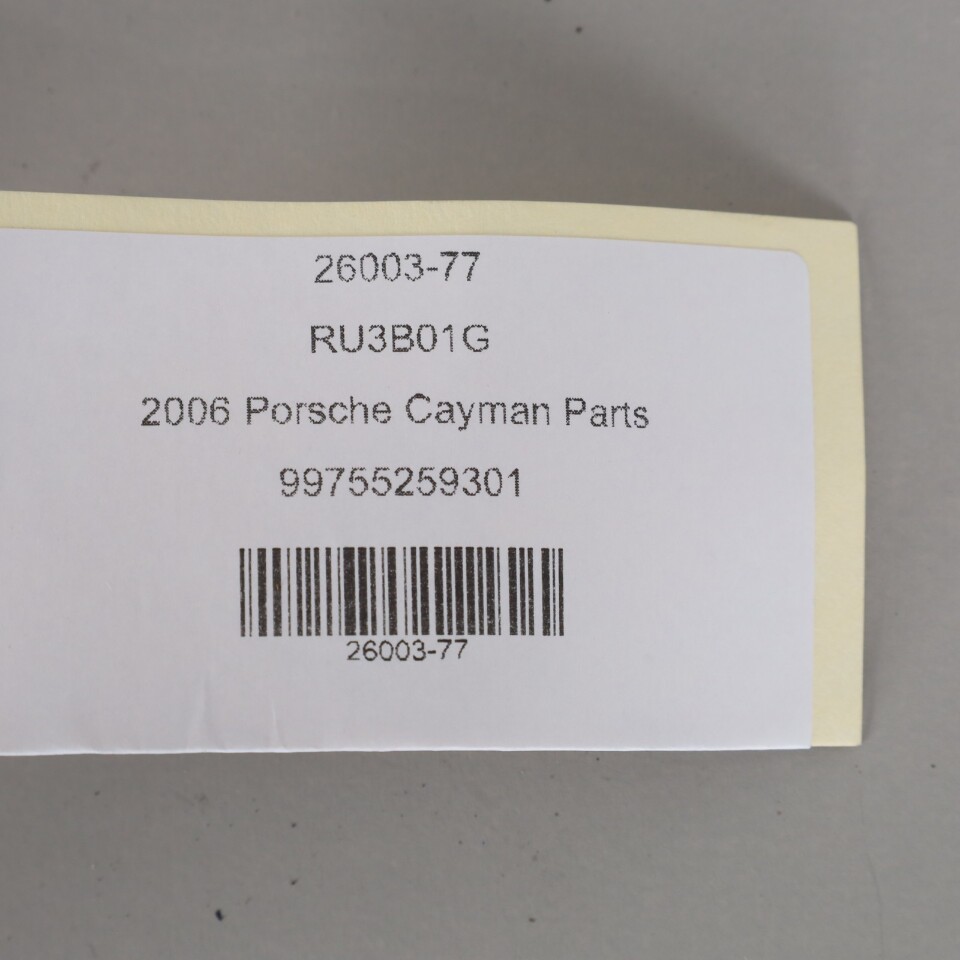 26003-77
RU3B01G
2006 Porsche Cayman Parts
99755259301
26003-77